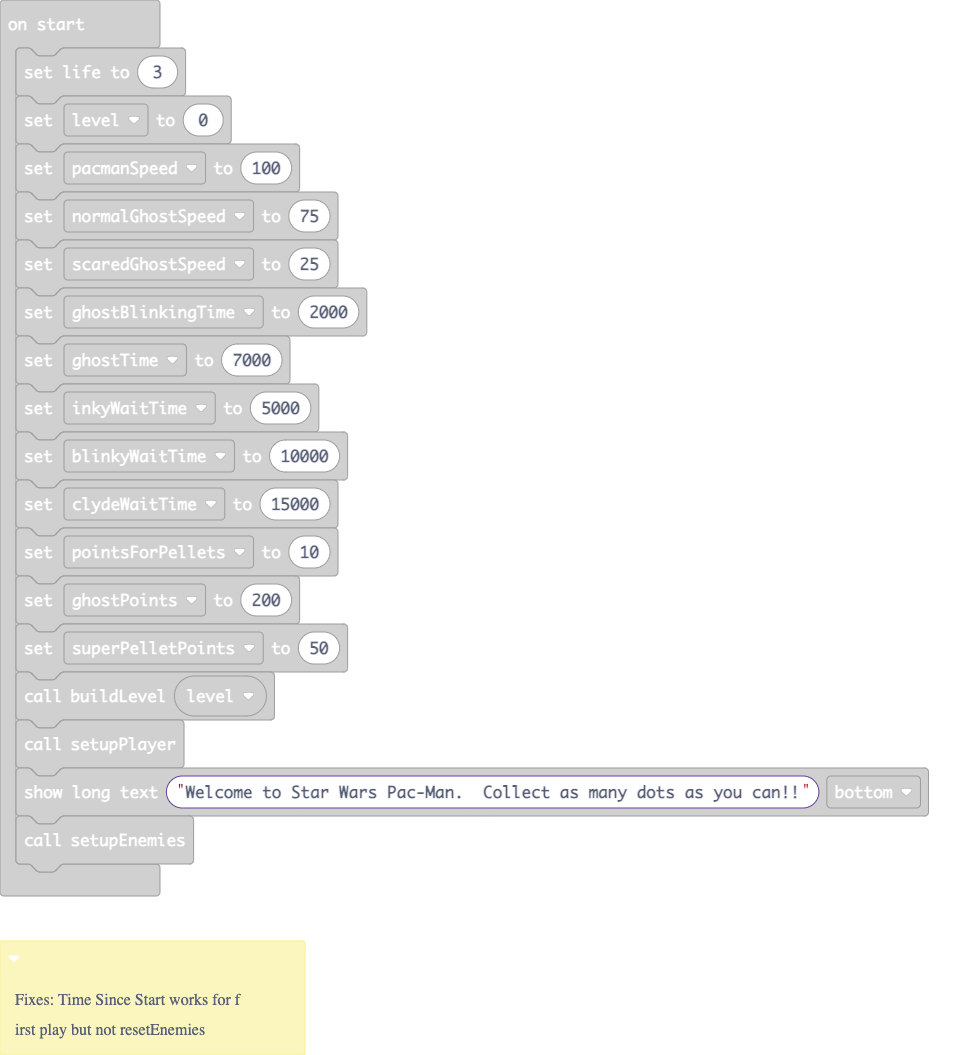 on start
set life to 3
set level to 0
set pacmanSpeed to 100
set normalGhostSpeed to 75
set scaredGhostSpeed to 25
set ghostBlinkingTime to 2000
set ghostTime to 7000
set inkyWaitTime to 5000
set blinkyWaitTime to 10000
set clydeWaitTime to 15000
set pointsForPellets to 10
set ghostPoints to 200
set superPelletPoints to 50
call buildLevel level
call setupPlayer
show long text "Welcome to Star Wars Pac-Man.  Collect as many dots as you can!!" bottom
call setupEnemies
Fixes: Time Since Start works for f
irst play but not resetEnemies